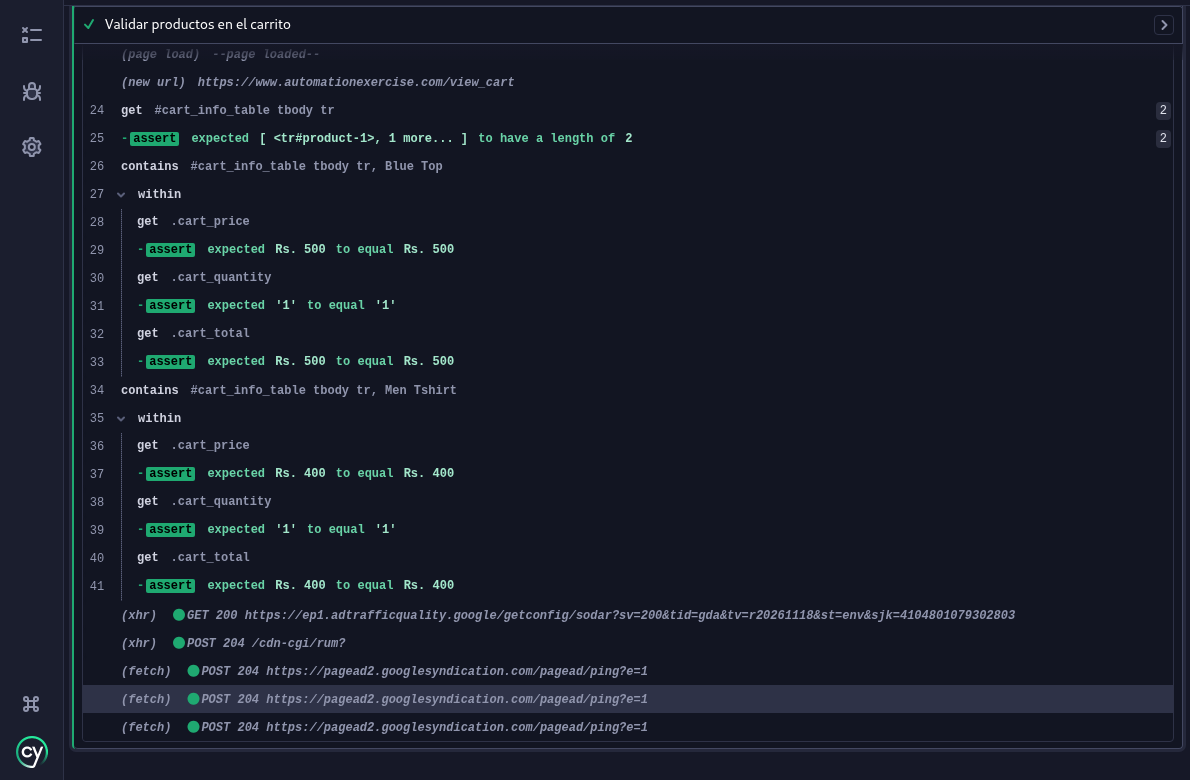 Validar productos en el carrito
(page load) --page loaded--
(new url) https://www.automationexercise.com/view_cart
24 get #cart_info_table tbody tr 2
25 -assert expected [ <tr#product-1>, 1 more... ] to have a length of 2 2
26 contains #cart_info_table tbody tr, Blue Top
27 within
28 get .cart_price
29 -assert expected Rs. 500 to equal Rs. 500
30 get .cart_quantity
31 -assert expected '1' to equal '1'
32 get .cart_total
33 -assert expected Rs. 500 to equal Rs. 500
34 contains #cart_info_table tbody tr, Men Tshirt
35 within
36 get .cart_price
37 -assert expected Rs. 400 to equal Rs. 400
38 get .cart_quantity
39 -assert expected '1' to equal '1'
40 get .cart_total
41 -assert expected Rs. 400 to equal Rs. 400
(xhr) GET 200 https://ep1.adtrafficquality.google/getconfig/sodar?sv=200&tid=gda&tv=r20261118&st=env&sjk=4104801079302803
(xhr) POST 204 /cdn-cgi/rum?
(fetch) POST 204 https://pagead2.googlesyndication.com/pagead/ping?e=1
(fetch) POST 204 https://pagead2.googlesyndication.com/pagead/ping?e=1
(fetch) POST 204 https://pagead2.googlesyndication.com/pagead/ping?e=1
cy